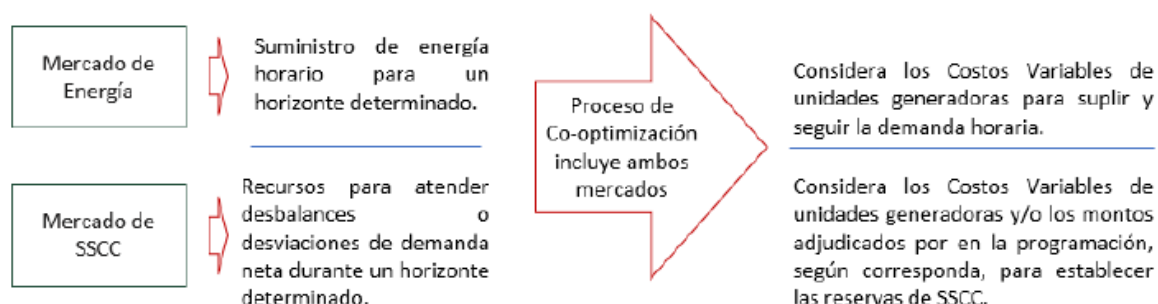 Mercado de
Energía
Suministro de energía
horario para un
horizonte determinado.
Mercado de
SSCC
Recursos para atender
desbalances o
desviaciones de demanda
neta durante un horizonte
determinado.
Proceso de
Co-optimización
incluye ambos
mercados
Considera los Costos Variables de
unidades generadoras para suplir y
seguir la demanda horaria.
Considera los Costos Variables de
unidades generadoras y/o los montos
adjudicados por en la programación,
según corresponda, para establecer
las reservas de SSCC.